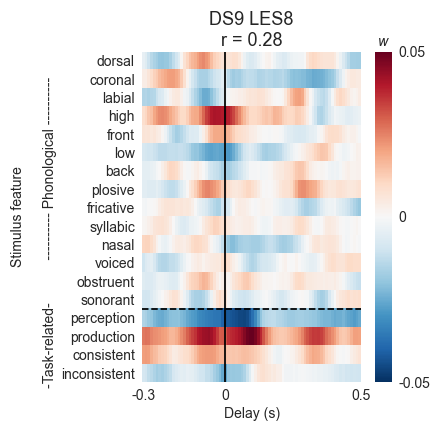 DS9 LES8
r = 0.28
w
dorsal
coronal
labial
high
front
low
back
plosive
fricative
syllabic
nasal
voiced
obstruent
sonorant
perception
production
consistent
inconsistent
Stimulus feature
-Task-related- ---------- Phonological ----------
0.05
0
-0.05
-0.3 0 0.5
Delay (s)